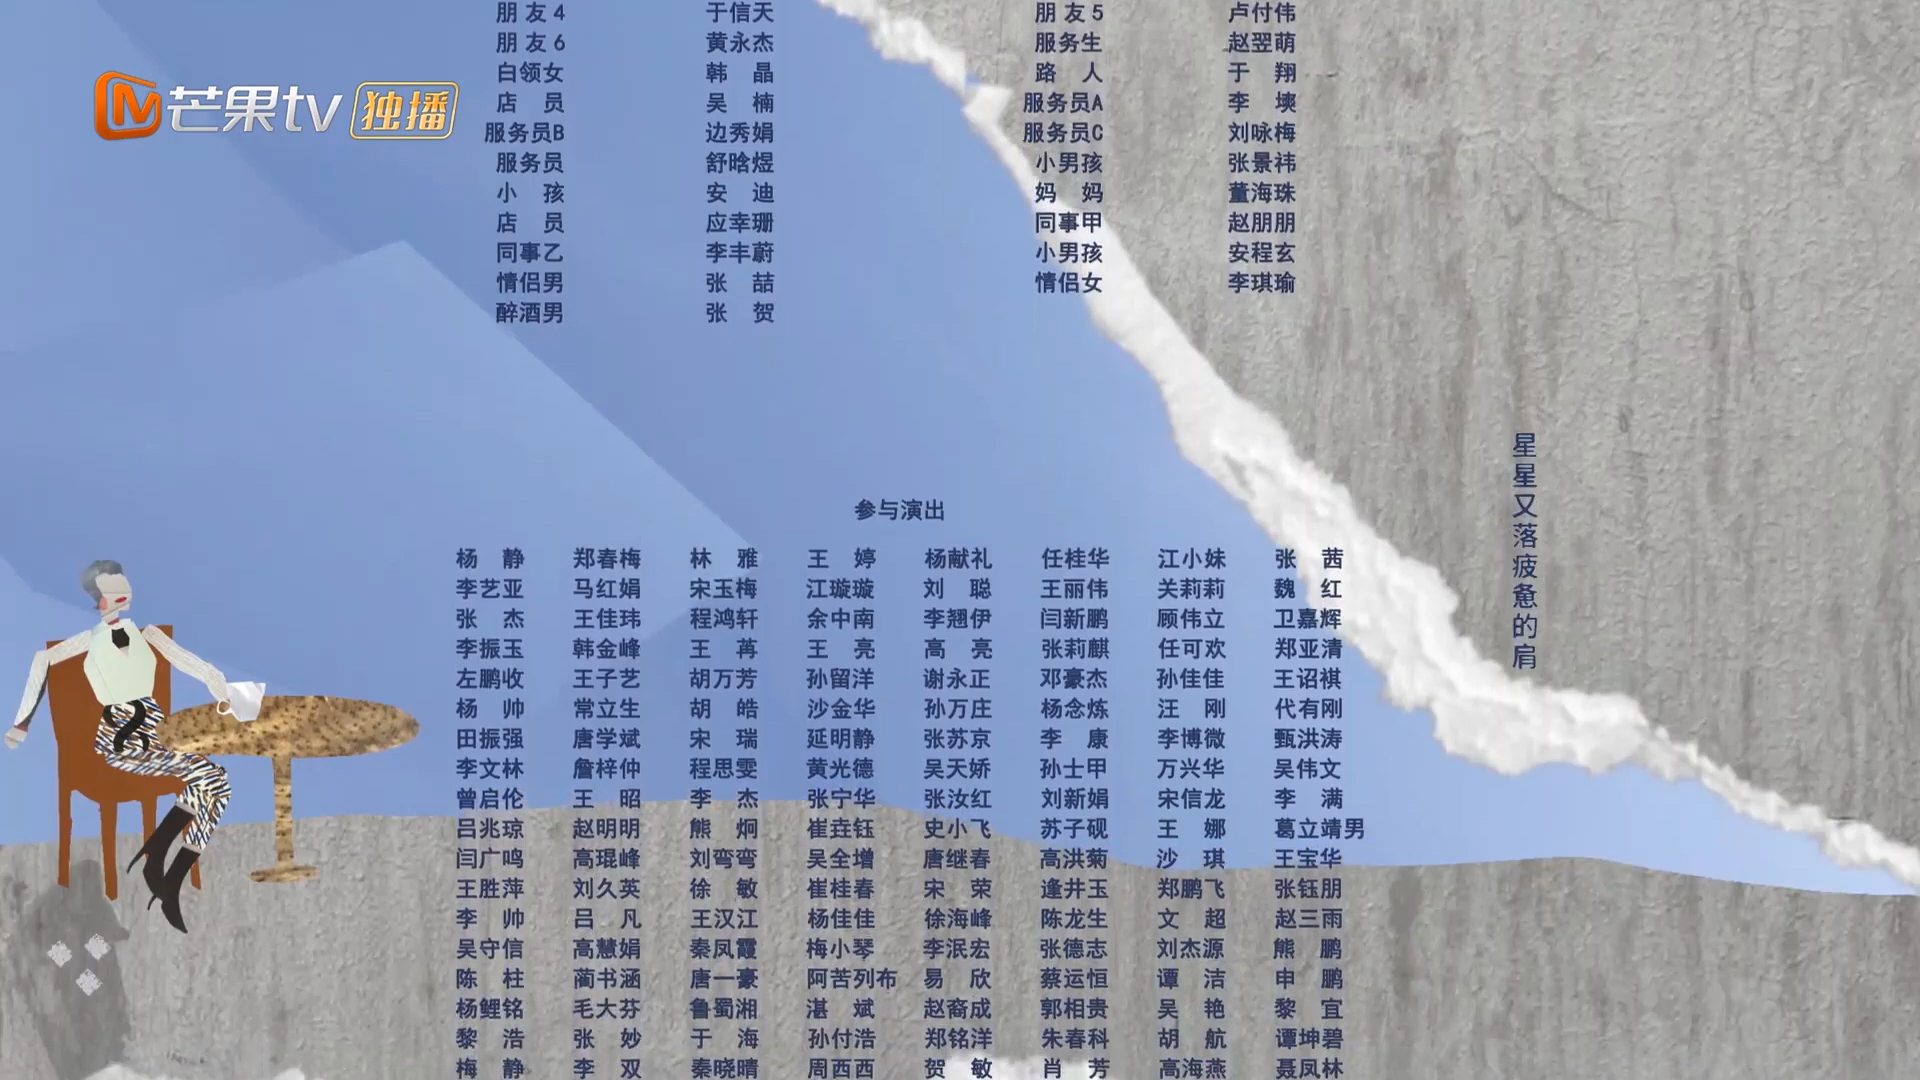 朋友4 于信天 朋友5 卢付伟
朋友6 黄永杰 服务生 赵翌萌
芒果tv 独播
白领女 韩晶 路人 于翔
店员 吴楠 服务员A 李堧
服务员B 边秀娟 服务员C 刘咏梅
服务员 舒晗煜 小男孩 张景祎
小孩 安迪 妈妈 董海珠
店员 应幸珊 同事甲 赵朋朋
同事乙 李丰蔚 小男孩 安程玄
情侣男 张喆 情侣女 李琪瑜
醉酒男 张贺
星星又落疲惫的肩
参与演出
杨静 郑春梅 林雅 王婷 杨献礼 任桂华 江小妹 张茜
李艺亚 马红娟 宋玉梅 江璇璇 刘聪 王丽伟 关莉莉 魏红
张杰 王佳玮 程鸿轩 余中南 李翘伊 闫新鹏 顾伟立 卫嘉辉
李振玉 韩金峰 王苒 王亮 高亮 张莉麒 任可欢 郑亚清
左鹏收 王子艺 胡万芳 孙留洋 谢永正 邓豪杰 孙佳佳 王诏祺
杨帅 常立生 胡皓 沙金华 孙万庄 杨念炼 汪刚 代有刚
田振强 唐学斌 宋瑞 延明静 张苏京 李康 李博微 甄洪涛
李文林 詹梓仲 程思雯 黄光德 吴天娇 孙士甲 万兴华 吴伟文
曾启伦 王昭 李杰 张宁华 张汝红 刘新娟 宋信龙 李满
吕兆琼 赵明明 熊炯 崔垚钰 史小飞 苏子砚 王娜 葛立靖男
闫广鸣 高琨峰 刘弯弯 吴全增 唐继春 高洪菊 沙琪 王宝华
王胜萍 刘久英 徐敏 崔桂春 宋荣 逄井玉 郑鹏飞 张钰朋
李帅 吕凡 王汉江 杨佳佳 徐海峰 陈龙生 文超 赵三雨
吴守信 高慧娟 秦凤霞 梅小琴 李泯宏 张德志 刘杰源 熊鹏
陈柱 蔺书涵 唐一豪 阿苦列布 易欣 蔡运恒 谭洁 申鹏
杨鲤铭 毛大芬 鲁蜀湘 湛斌 赵裔成 郭相贵 吴艳 黎宜
黎浩 张妙 于海 孙付浩 郑铭洋 朱春科 胡航 谭坤碧
梅静 李双 秦晓晴 周西西 贺敏 肖芳 高海燕 聂凤林